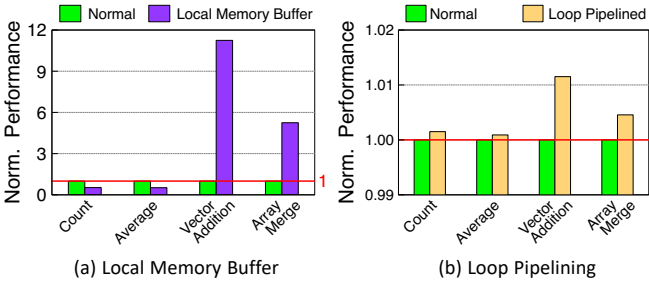 Normal Local Memory Buffer
Norm. Performance
12
9
6
3
0
1
Count
Average
Vector
Addition
Array
Merge
(a) Local Memory Buffer
Normal Loop Pipelined
Norm. Performance
1.02
1.01
1.00
0.99
Count
Average
Vector
Addition
Array
Merge
(b) Loop Pipelining